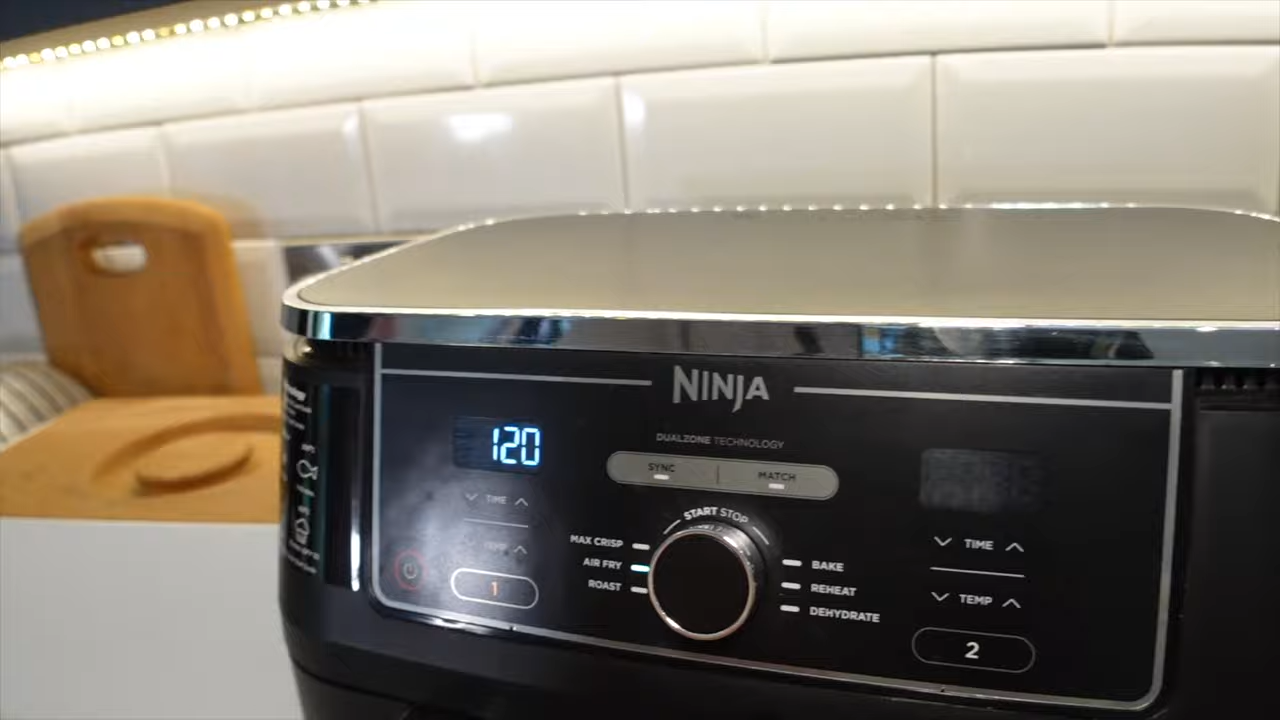 NINJA
120
DUALZONE TECHNOLOGY
SYNC
MATCH
TIME
START STOP
MAX CRISP
AIR FRY
ROAST
1
BAKE
REHEAT
DEHYDRATE
TIME
TEMP
2